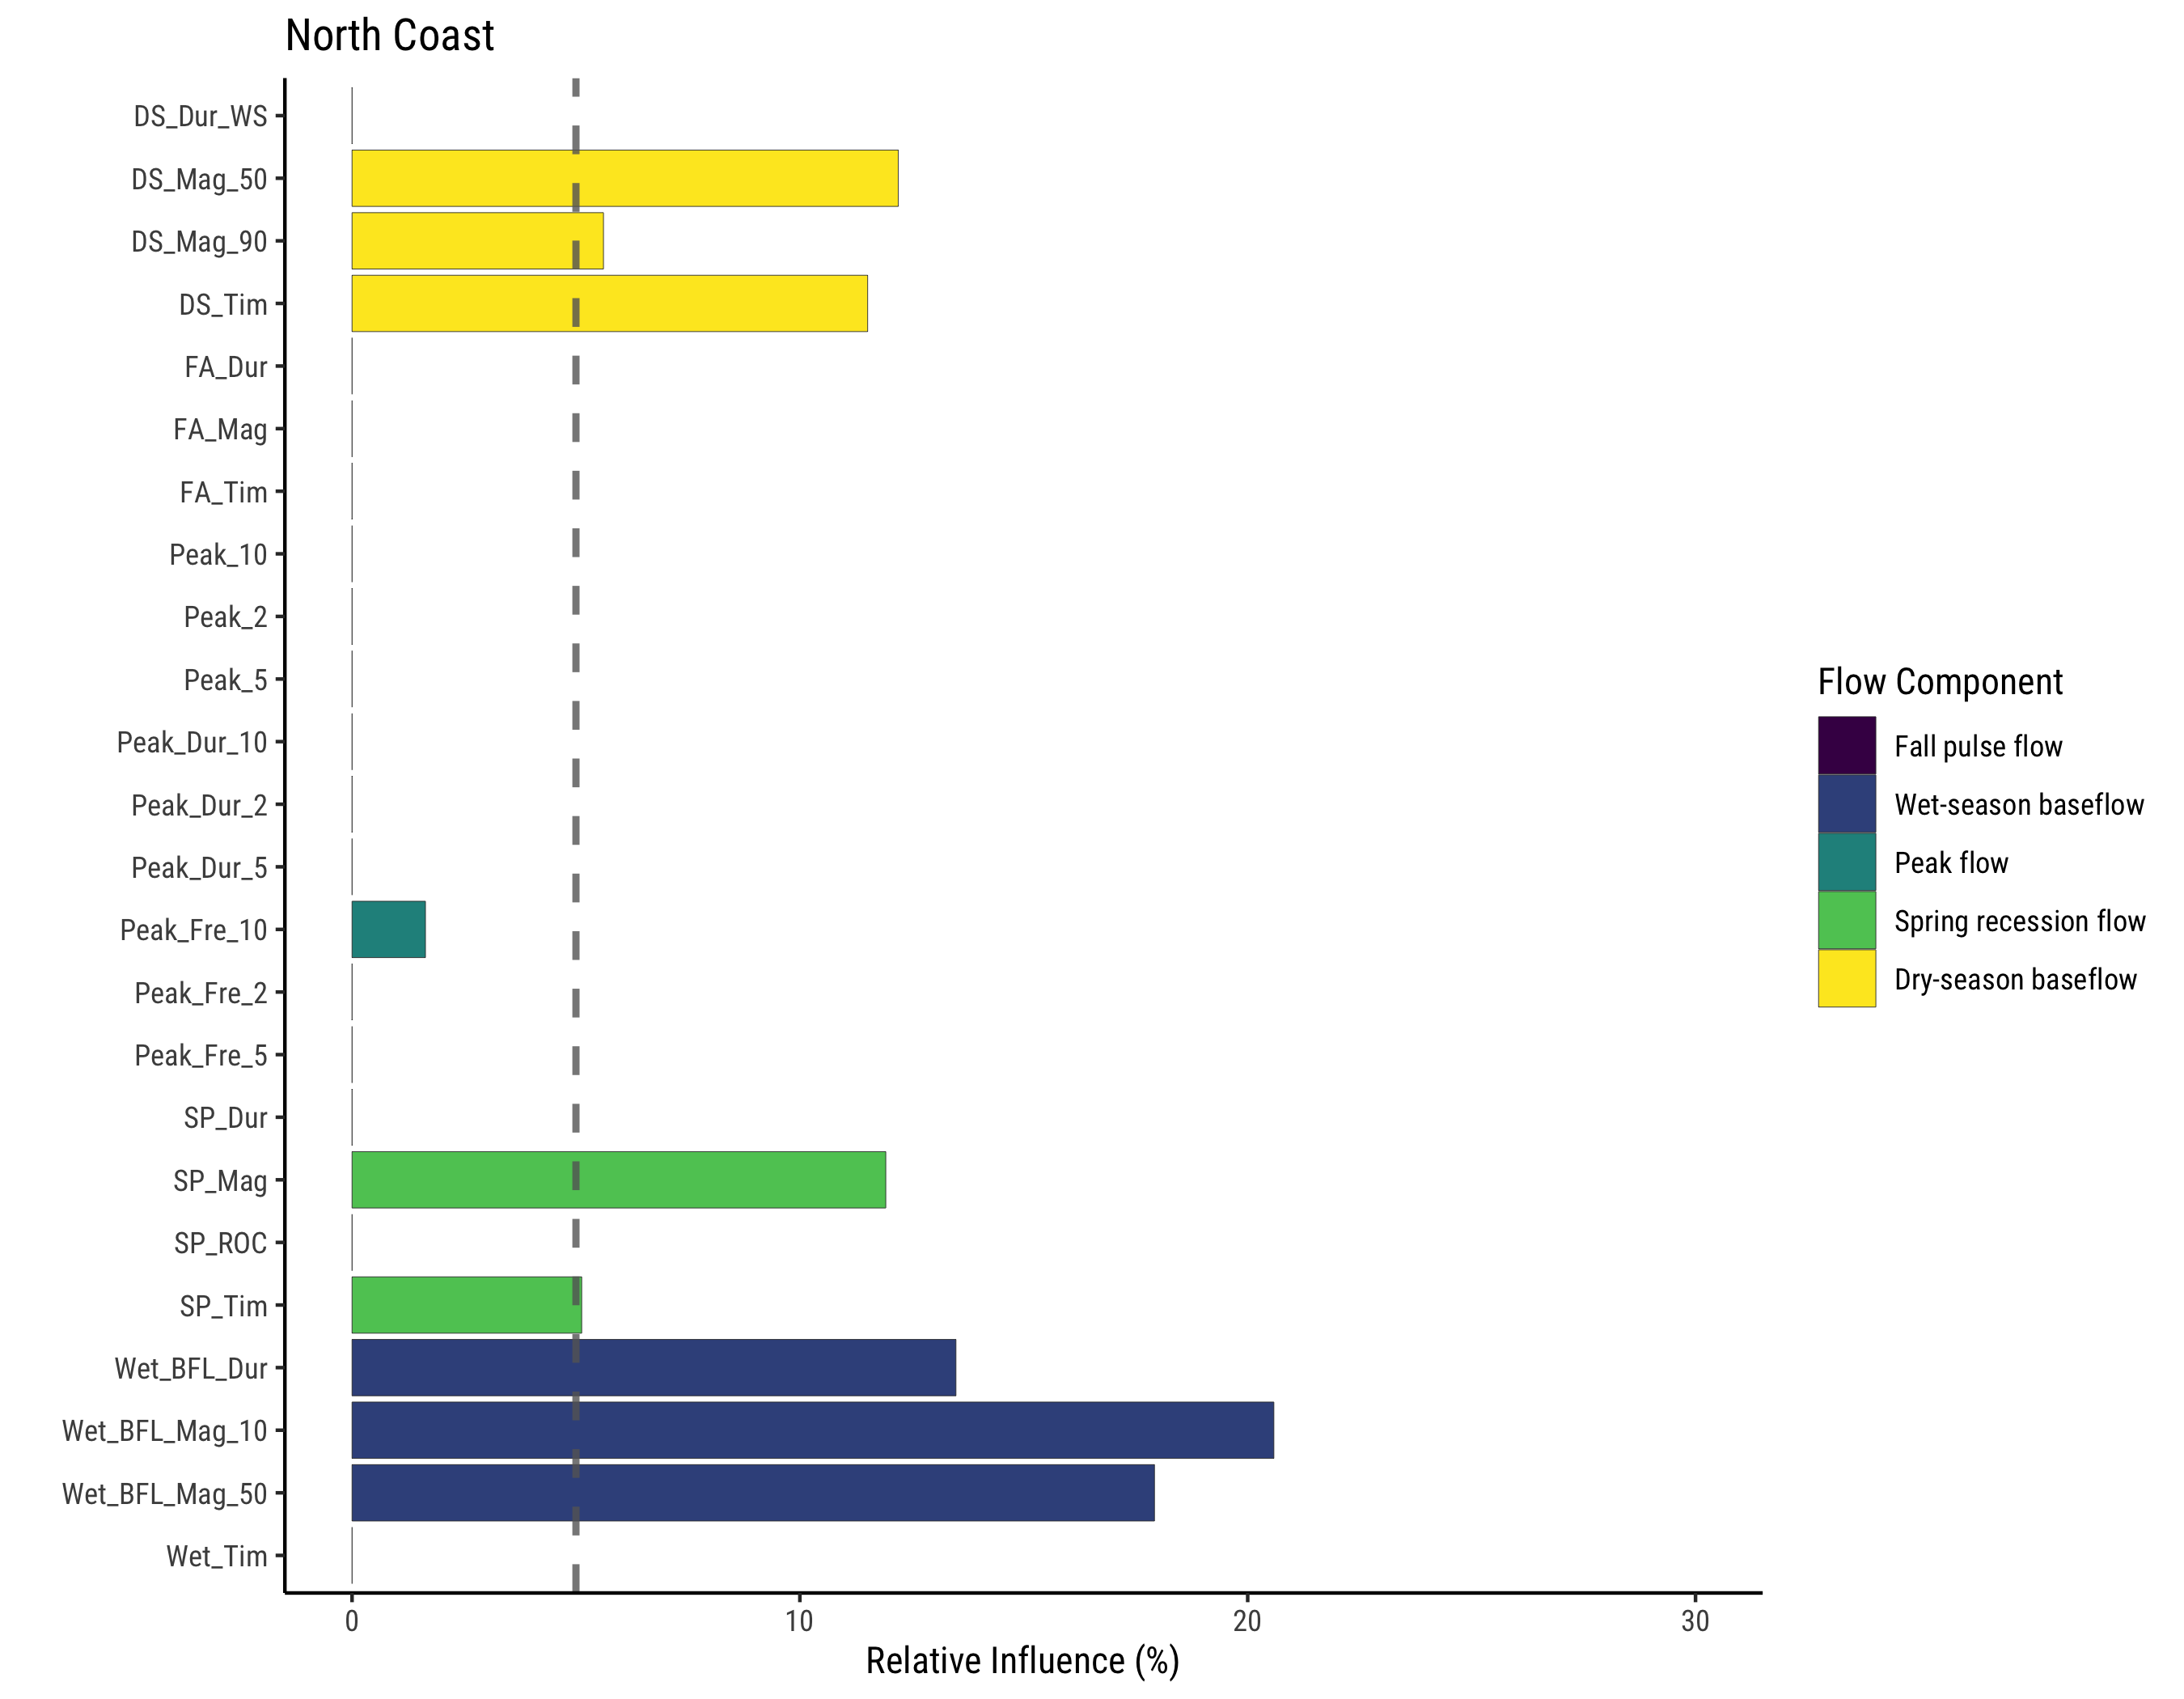 North Coast
DS_Dur_WS
DS_Mag_50
DS_Mag_90
DS_Tim
FA_Dur
FA_Mag
FA_Tim
Peak_10
Peak_2
Peak_5
Peak_Dur_10
Peak_Dur_2
Peak_Dur_5
Peak_Fre_10
Peak_Fre_2
Peak_Fre_5
SP_Dur
SP_Mag
SP_ROC
SP_Tim
Wet_BFL_Dur
Wet_BFL_Mag_10
Wet_BFL_Mag_50
Wet_Tim
0 10 20 30
Relative Influence (%)
Flow Component
Fall pulse flow
Wet-season baseflow
Peak flow
Spring recession flow
Dry-season baseflow